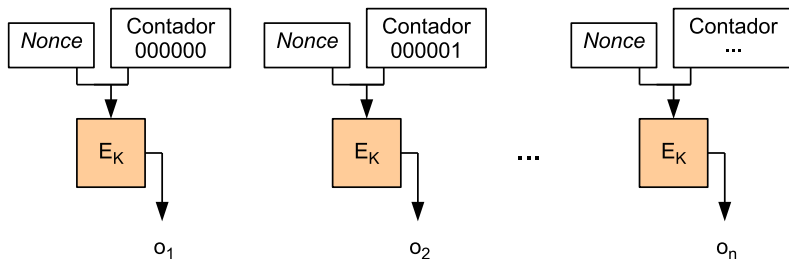 Nonce
Contador
000000
Nonce
Contador
000001
Nonce
Contador
...
E_K
E_K
...
E_K
o_1
o_2
o_n